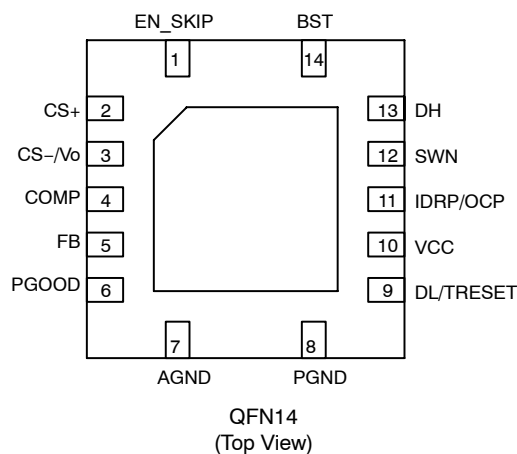 EN_SKIP BST
1 14
CS+ 2 13 DH
CS−/Vo 3 12 SWN
COMP 4 11 IDRP/OCP
FB 5 10 VCC
PGOOD 6 9 DL/TRESET
7 8
AGND PGND
QFN14
(Top View)